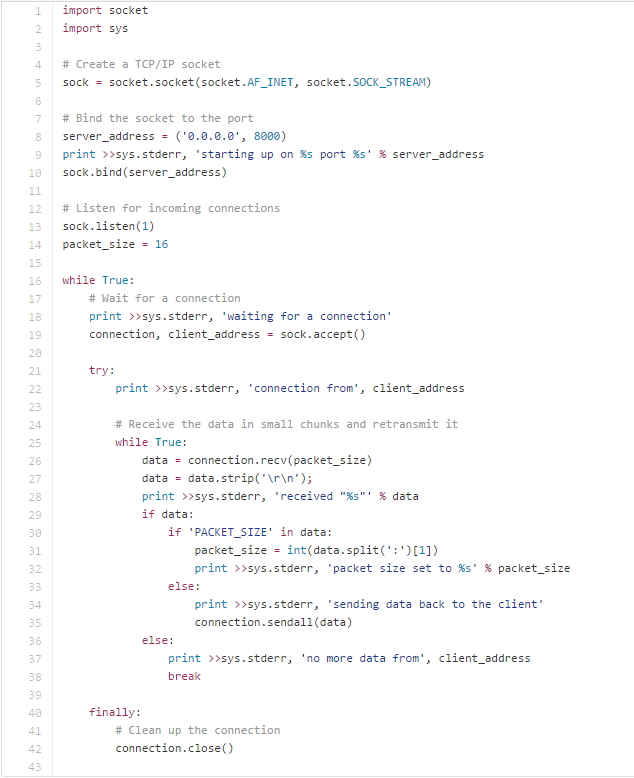 1 import socket
2 import sys
3
4 # Create a TCP/IP socket
5 sock = socket.socket(socket.AF_INET, socket.SOCK_STREAM)
6
7 # Bind the socket to the port
8 server_address = ('0.0.0.0', 8000)
9 print >>sys.stderr, 'starting up on %s port %s' % server_address
10 sock.bind(server_address)
11
12 # Listen for incoming connections
13 sock.listen(1)
14 packet_size = 16
15
16 while True:
17     # Wait for a connection
18     print >>sys.stderr, 'waiting for a connection'
19     connection, client_address = sock.accept()
20
21     try:
22         print >>sys.stderr, 'connection from', client_address
23
24         # Receive the data in small chunks and retransmit it
25         while True:
26             data = connection.recv(packet_size)
27             data = data.strip('\r\n');
28             print >>sys.stderr, 'received "%s"' % data
29             if data:
30                 if 'PACKET_SIZE' in data:
31                     packet_size = int(data.split(':')[1])
32                     print >>sys.stderr, 'packet size set to %s' % packet_size
33                 else:
34                     print >>sys.stderr, 'sending data back to the client'
35                     connection.sendall(data)
36             else:
37                 print >>sys.stderr, 'no more data from', client_address
38                 break
39
40     finally:
41         # Clean up the connection
42         connection.close()
43